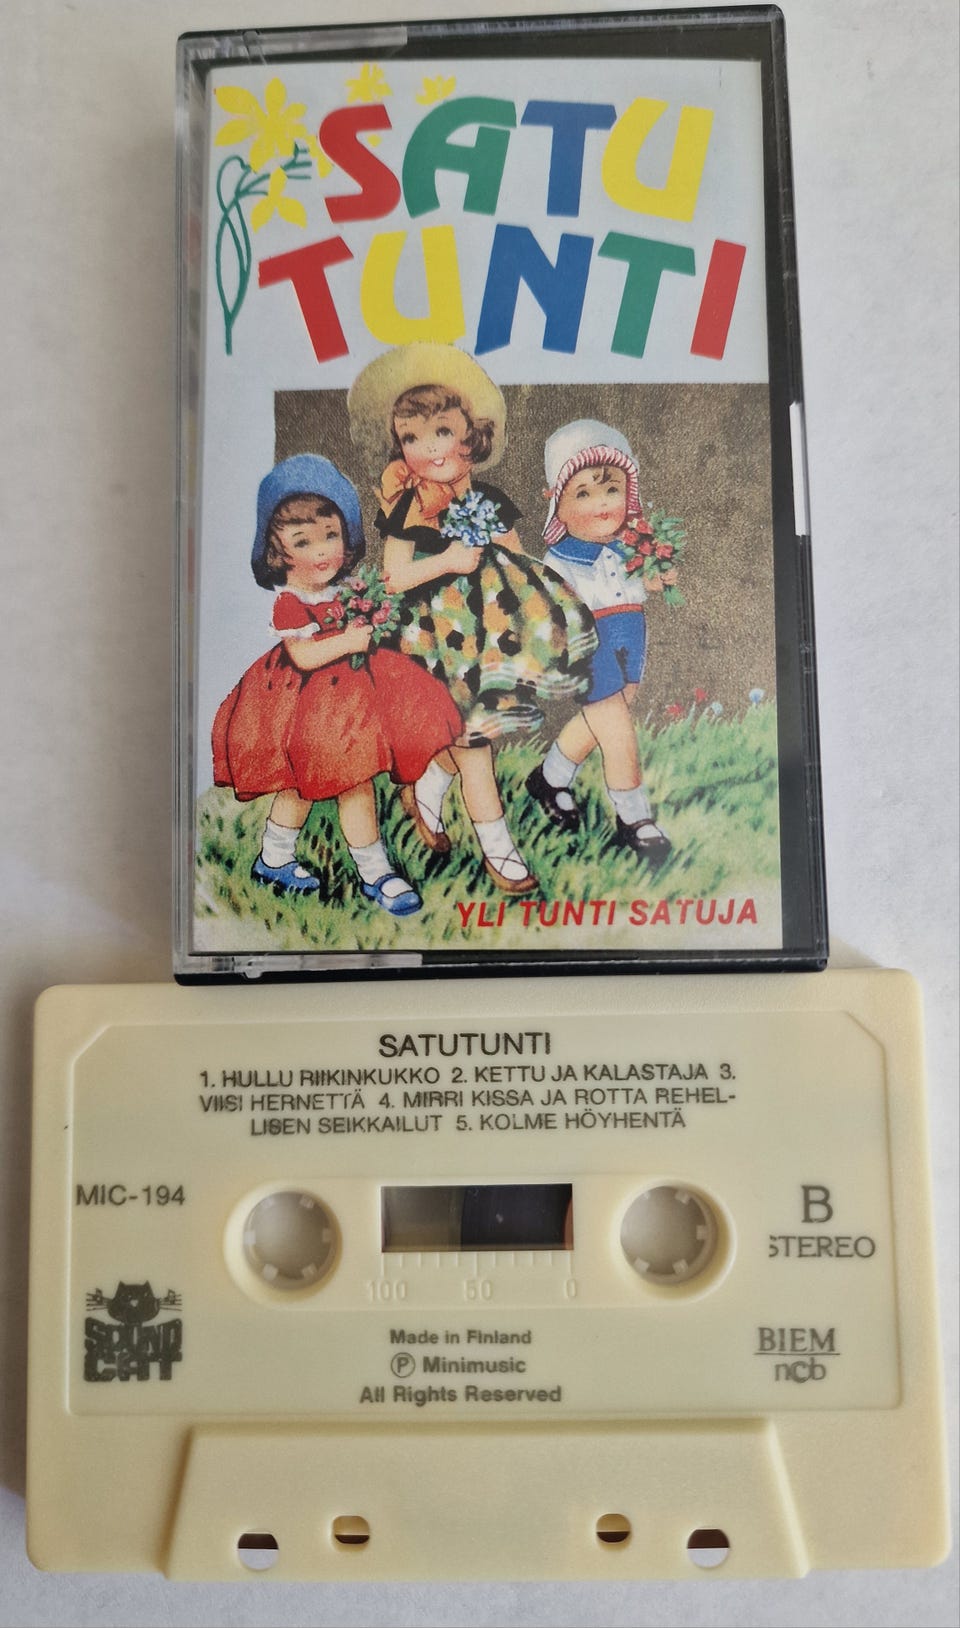 SATU
TUNTI
YLI TUNTI SATUJA
SATUTUNTI
1. HULLU RIIKINKUKKO 2. KETTU JA KALASTAJA 3.
VIISI HERNETTÄ 4. MIRRI KISSA JA ROTTA REHEL-
LISEN SEIKKAILUT 5. KOLME HÖYHENTÄ
MIC-194
B
STEREO
100 50 0
SOUND
CAT
Made in Finland
Ⓟ Minimusic
All Rights Reserved
BIEM
ncb